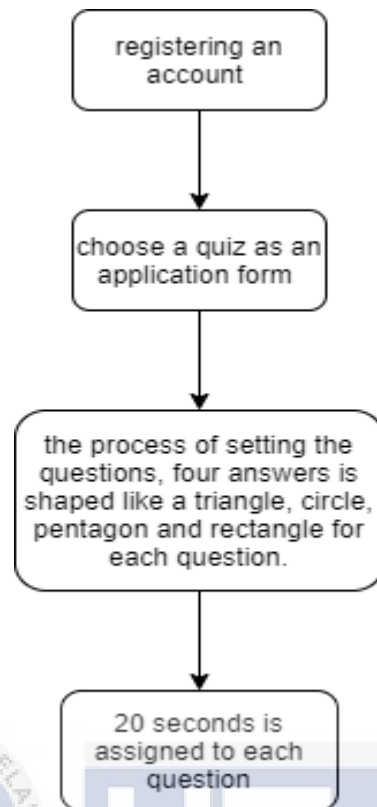 registering an
account
choose a quiz as an
application form
the process of setting the
questions, four answers is
shaped like a triangle, circle,
pentagon and rectangle for
each question.
20 seconds is
assigned to each
question